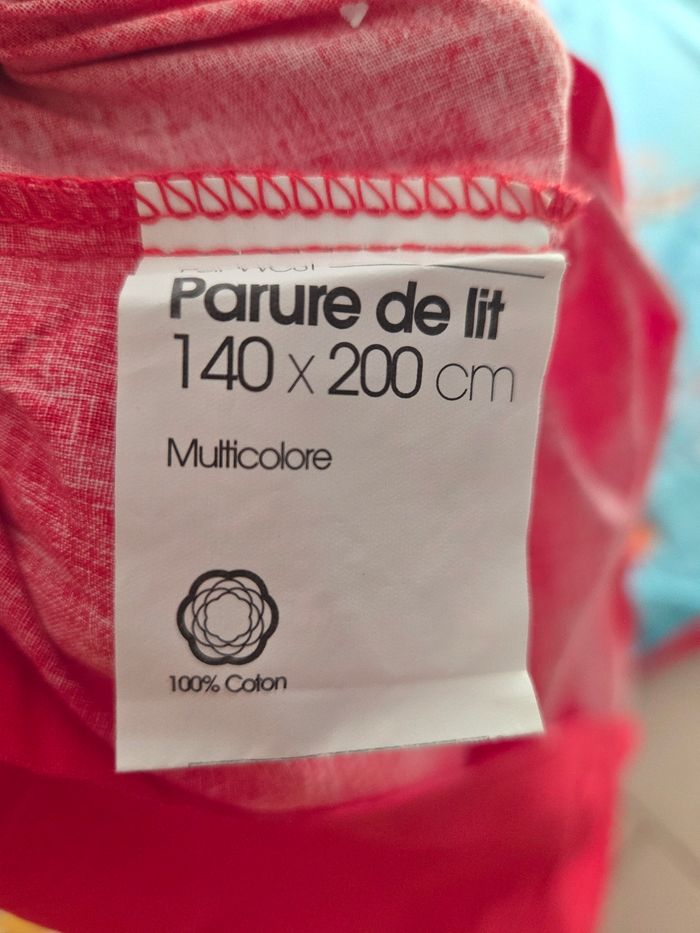 Parure de lit
140 x 200 cm
Multicolore
100% Coton